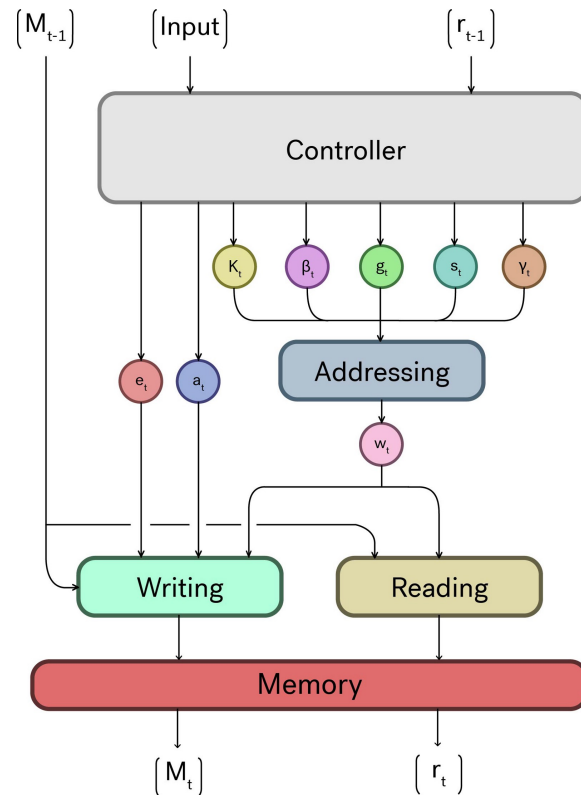 [M_t-1] [Input] [r_t-1]
Controller
K_t β_t g_t s_t γ_t
Addressing
e_t a_t
w_t
Writing Reading
Memory
[M_t] [r_t]